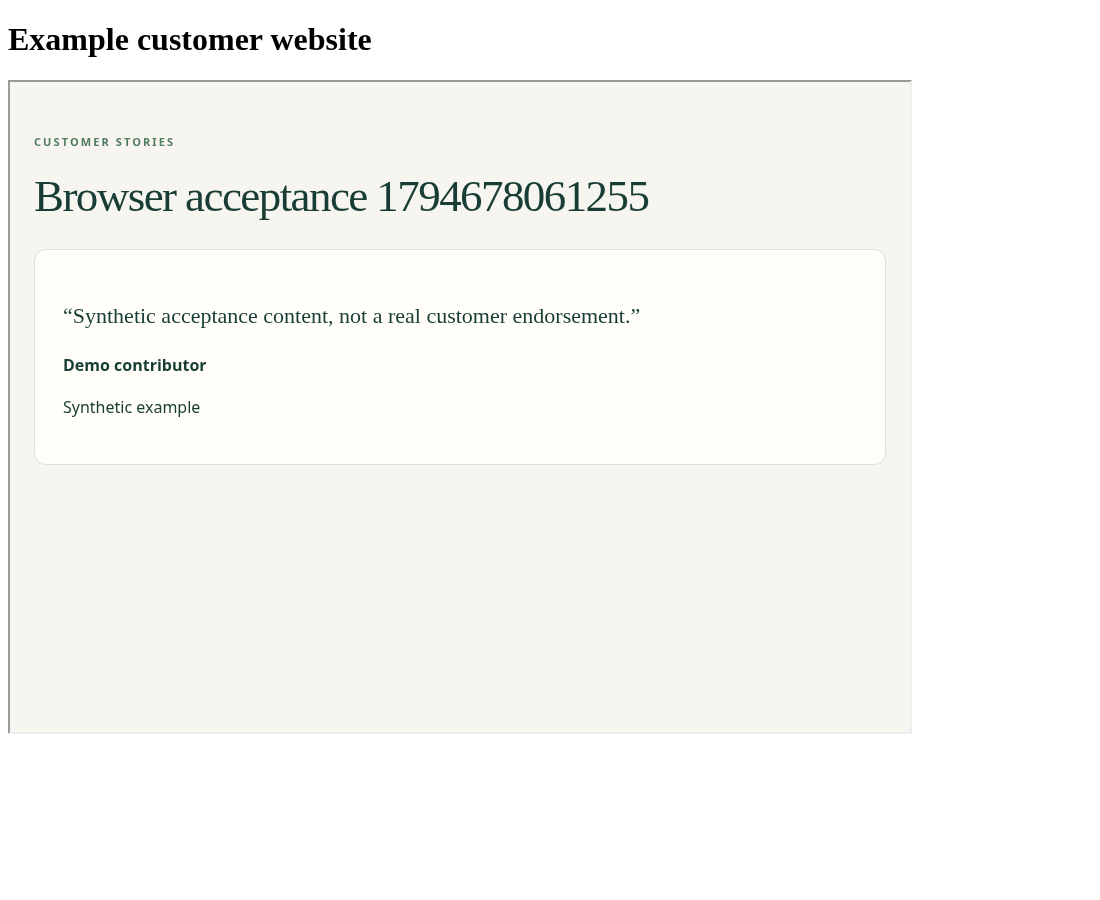 Example customer website
CUSTOMER STORIES
Browser acceptance 1794678061255
“Synthetic acceptance content, not a real customer endorsement.”
Demo contributor
Synthetic example